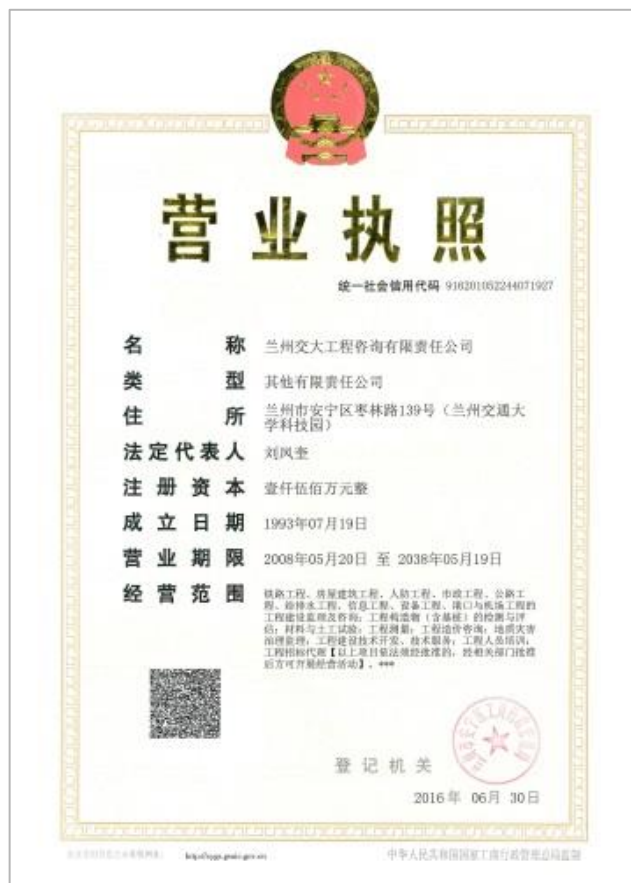 营业执照
统一社会信用代码 916201052244071927
名称 兰州交大工程咨询有限责任公司
类型 其他有限责任公司
住所 兰州市安宁区枣林路139号（兰州交通大
学科技园）
法定代表人 刘凤奎
注册资本 壹仟伍佰万元整
成立日期 1993年07月19日
营业期限 2008年05月20日 至 2038年05月19日
经营范围 铁路工程、房屋建筑工程、人防工程、市政工程、公路工
程、给排水工程、信息工程、设备工程、港口与机场工程的
工程建设监理及咨询；工程构造物（含基桩）的检测与评
估；材料与土工试验；工程测量；工程造价咨询；地质灾害
治理监理；工程建设技术开发、技术服务；工程人员培训；
工程招标代理【以上项目依法须经批准的，经相关部门批准
后方可开展经营活动】。***
登记机关
2016年 06月 30日
中华人民共和国国家工商行政管理总局监制